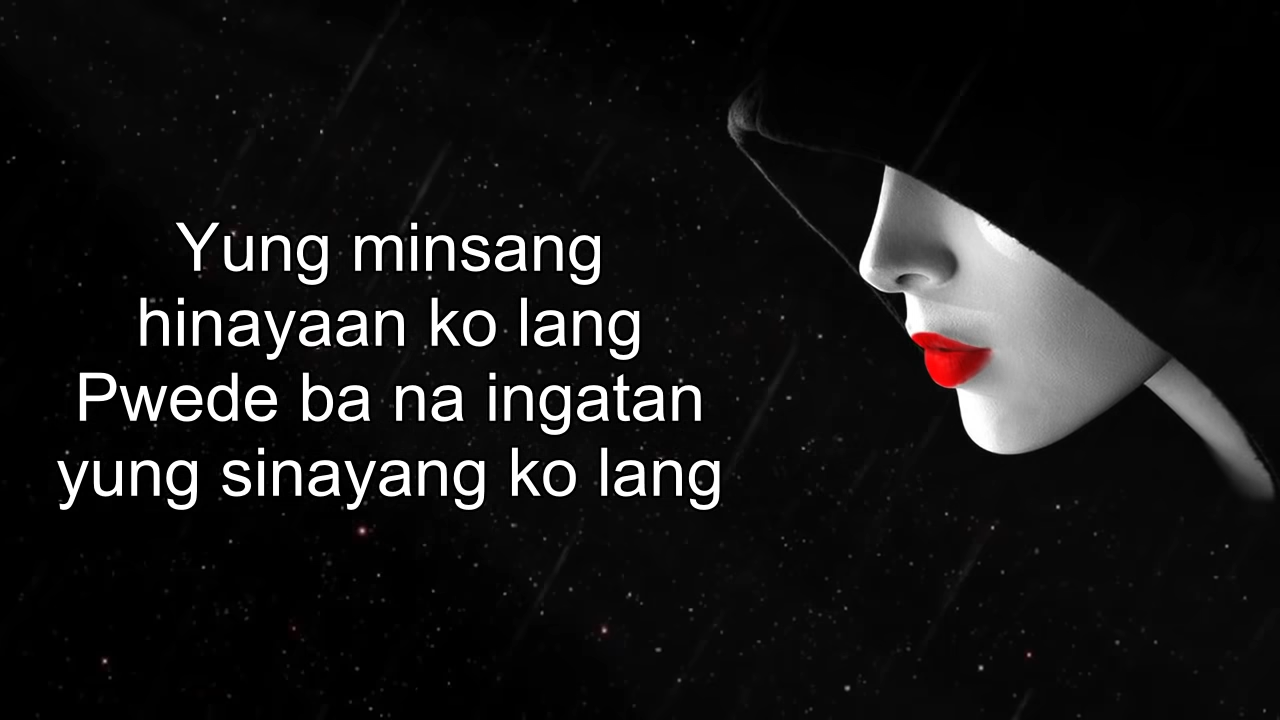 Yung minsang
hinayaan ko lang
Pwede ba na ingatan
yung sinayang ko lang